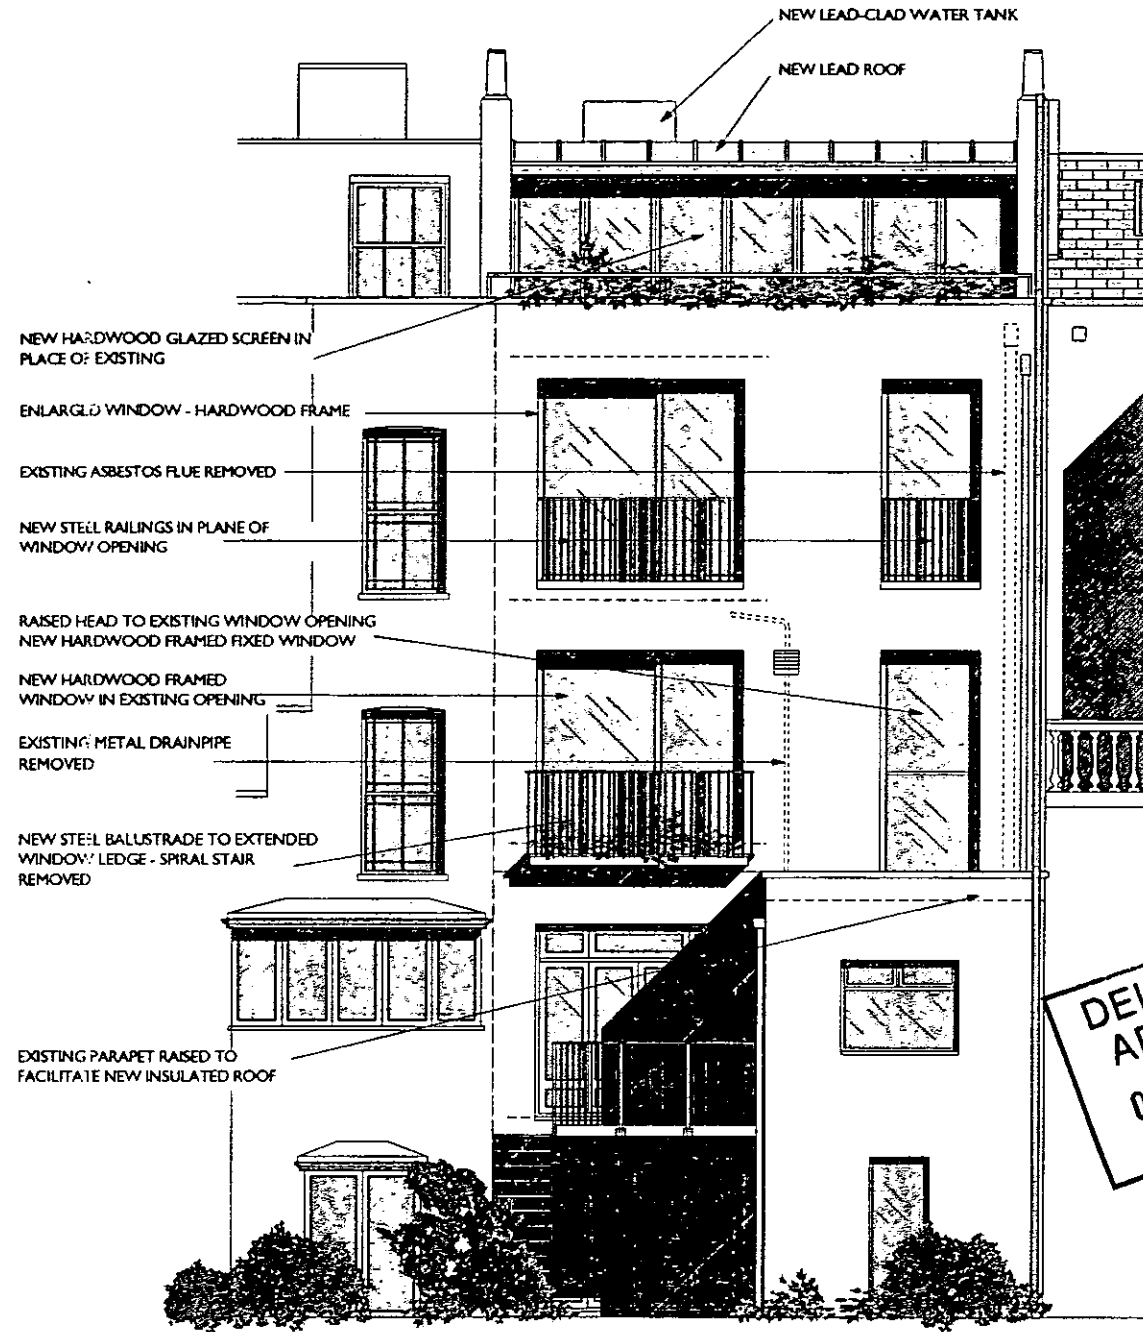 NEW LEAD-CLAD WATER TANK
NEW LEAD ROOF
NEW HARDWOOD GLAZED SCREEN IN
PLACE OF EXISTING
ENLARGED WINDOW - HARDWOOD FRAME
EXISTING ASBESTOS FLUE REMOVED
NEW STEEL RAILINGS IN PLANE OF
WINDOW OPENING
RAISED HEAD TO EXISTING WINDOW OPENING
NEW HARDWOOD FRAMED FIXED WINDOW
NEW HARDWOOD FRAMED
WINDOW IN EXISTING OPENING
EXISTING METAL DRAINPIPE
REMOVED
NEW STEEL BALUSTRADE TO EXTENDED
WINDOW LEDGE - SPIRAL STAIR
REMOVED
EXISTING PARAPET RAISED TO
FACILITATE NEW INSULATED ROOF